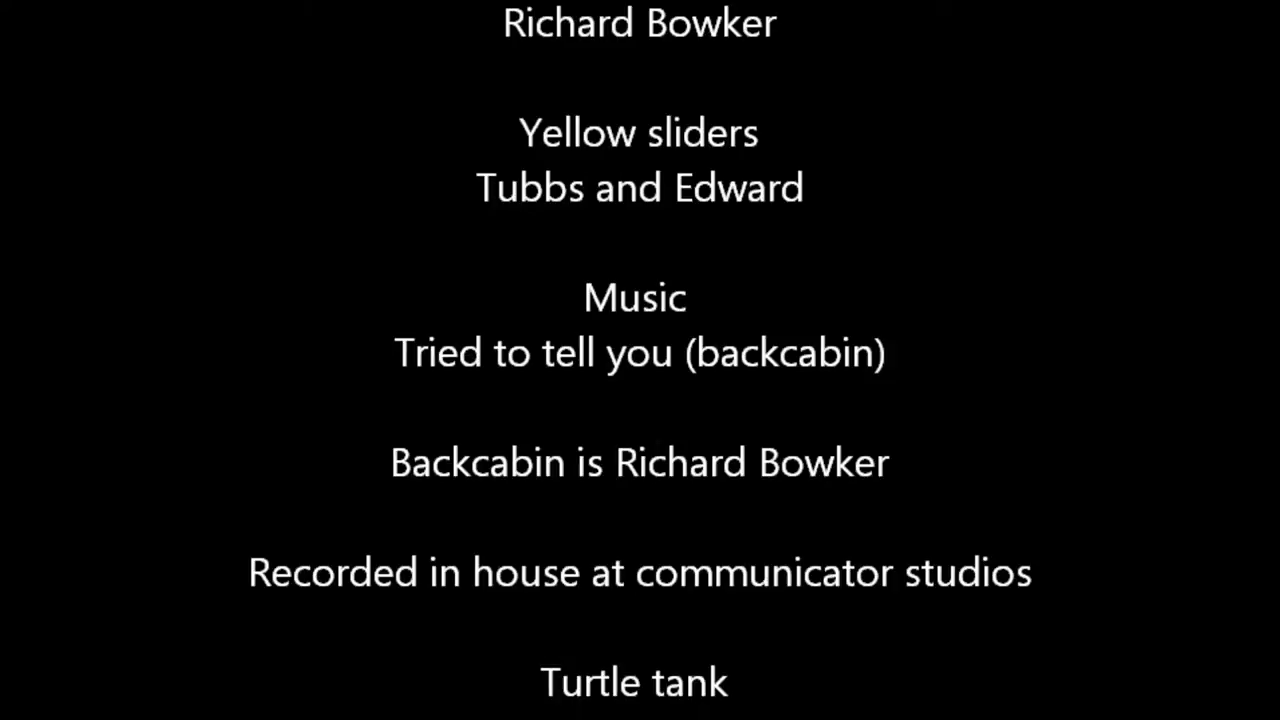 Richard Bowker
Yellow sliders
Tubbs and Edward
Music
Tried to tell you (backcabin)
Backcabin is Richard Bowker
Recorded in house at communicator studios
Turtle tank